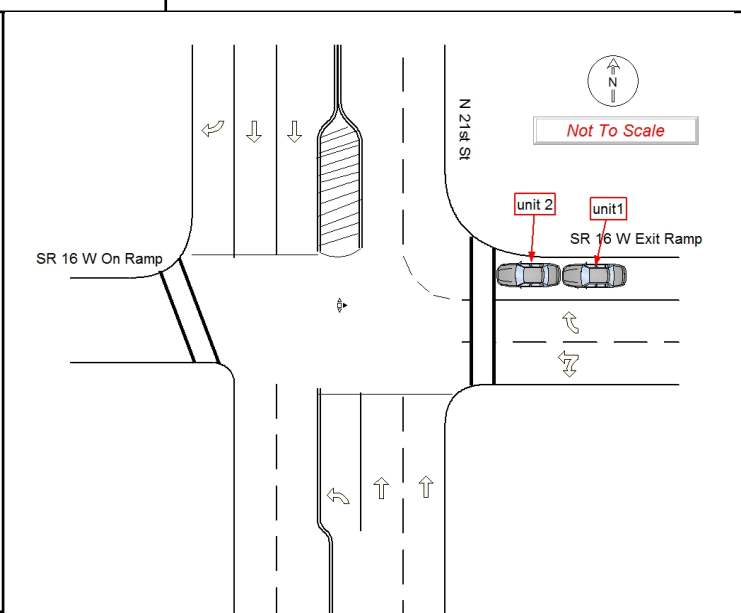 N
Not To Scale
N 21st St
unit 2
unit1
SR 16 W Exit Ramp
SR 16 W On Ramp